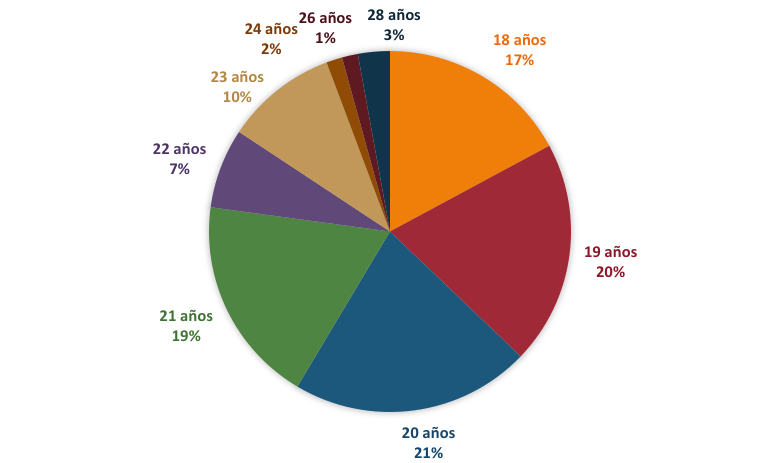 18 años
17%
19 años
20%
20 años
21%
21 años
19%
22 años
7%
23 años
10%
24 años
2%
26 años
1%
28 años
3%